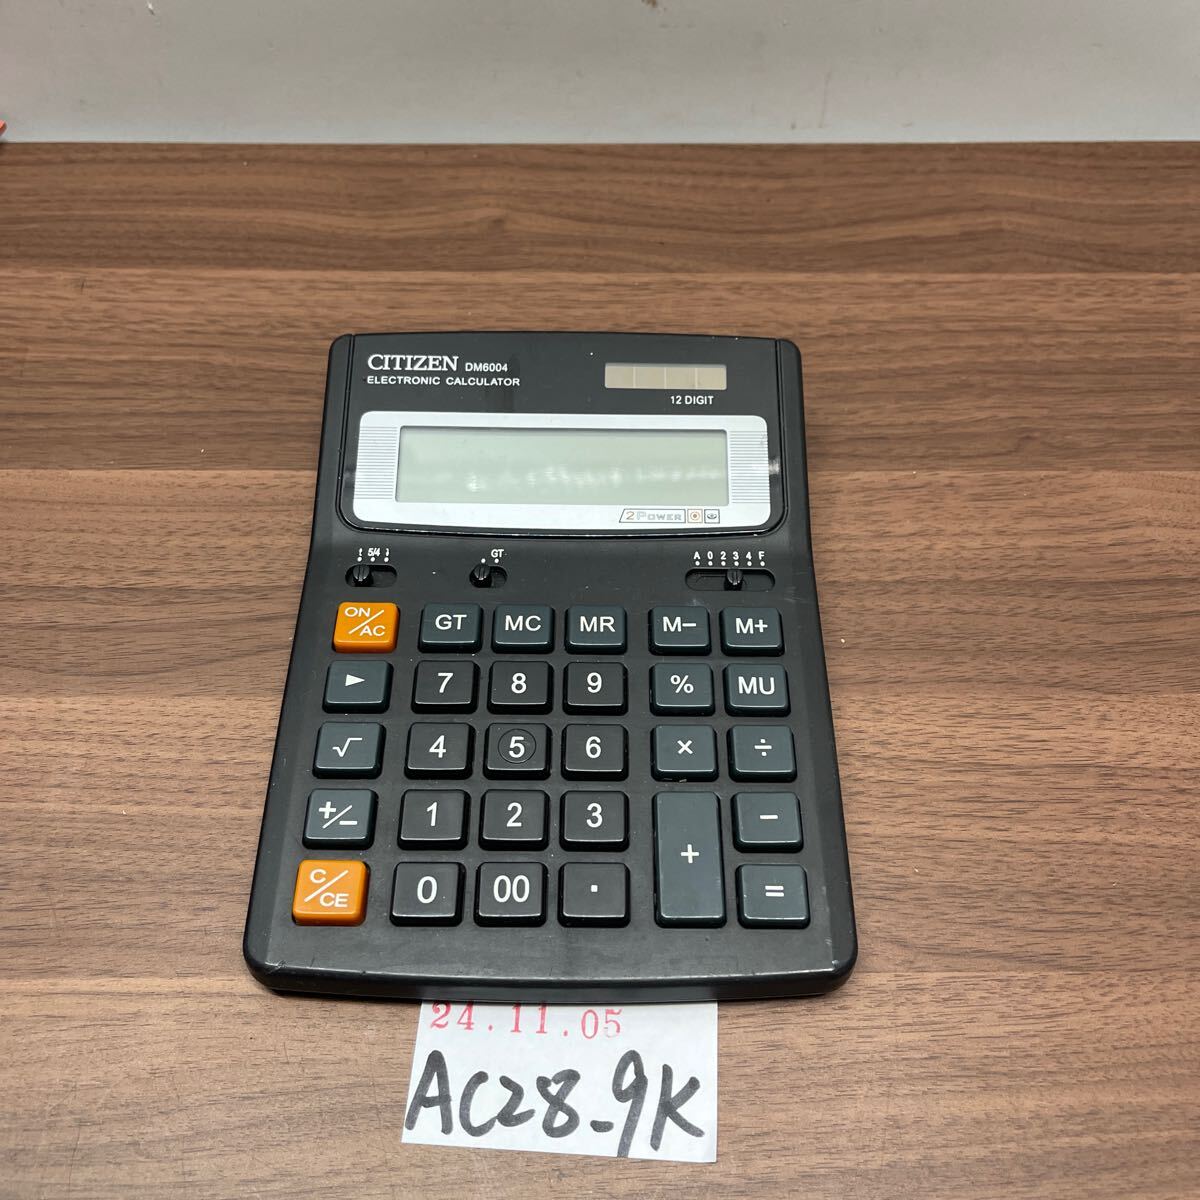 CITIZEN DM6004
ELECTRONIC CALCULATOR
12 DIGIT
2POWER
5/4
GT
A 0 2 3 4 F
ON/AC GT MC MR M− M+
► 7 8 9 % MU
√ 4 5 6 × ÷
+/− 1 2 3 + −
C/CE 0 00 . =
24.11.05
AC28-9K